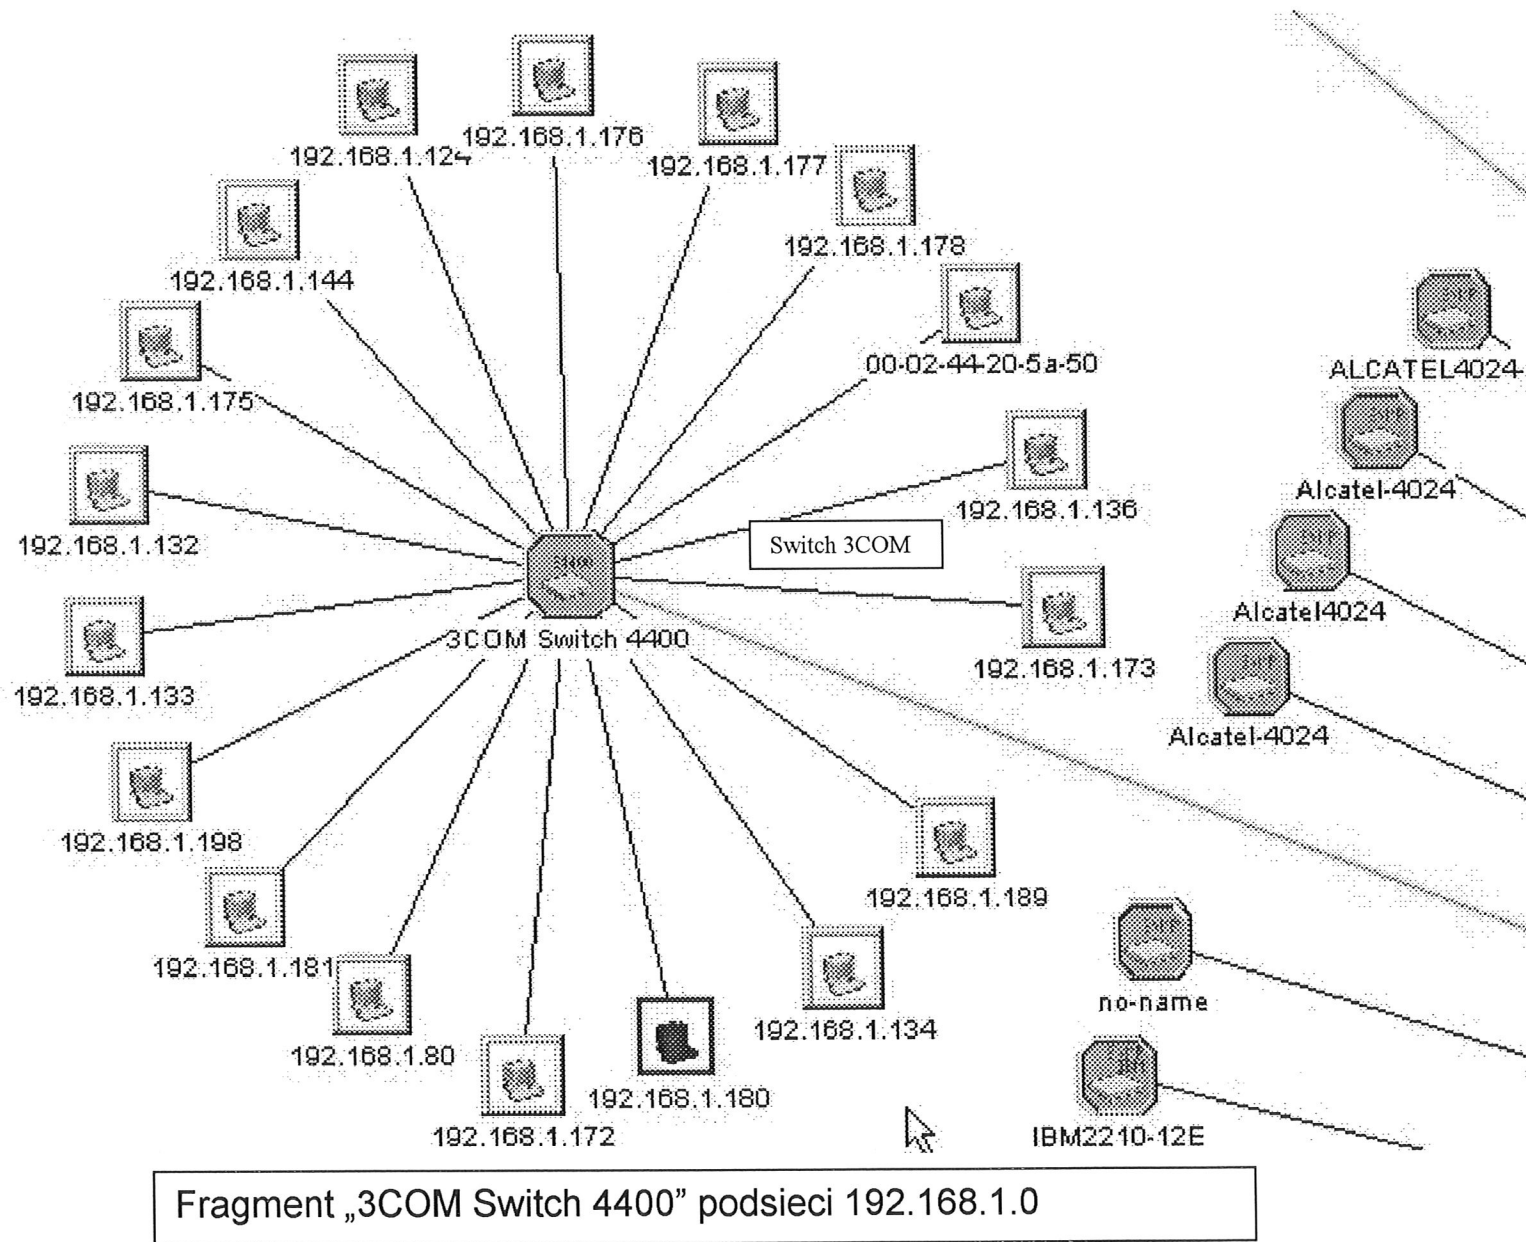 192.168.1.176
192.168.1.124
192.168.1.177
192.168.1.178
192.168.1.144
00-02-44-20-5a-50
ALCATEL4024-
192.168.1.175
Alcatel-4024
192.168.1.136
192.168.1.132
Switch 3COM
Alcatel4024
3COM Switch 4400
192.168.1.173
192.168.1.133
Alcatel-4024
192.168.1.198
192.168.1.189
192.168.1.181
no-name
192.168.1.134
192.168.1.80
192.168.1.180
192.168.1.172
IBM2210-12E
Fragment „3COM Switch 4400” podsieci 192.168.1.0